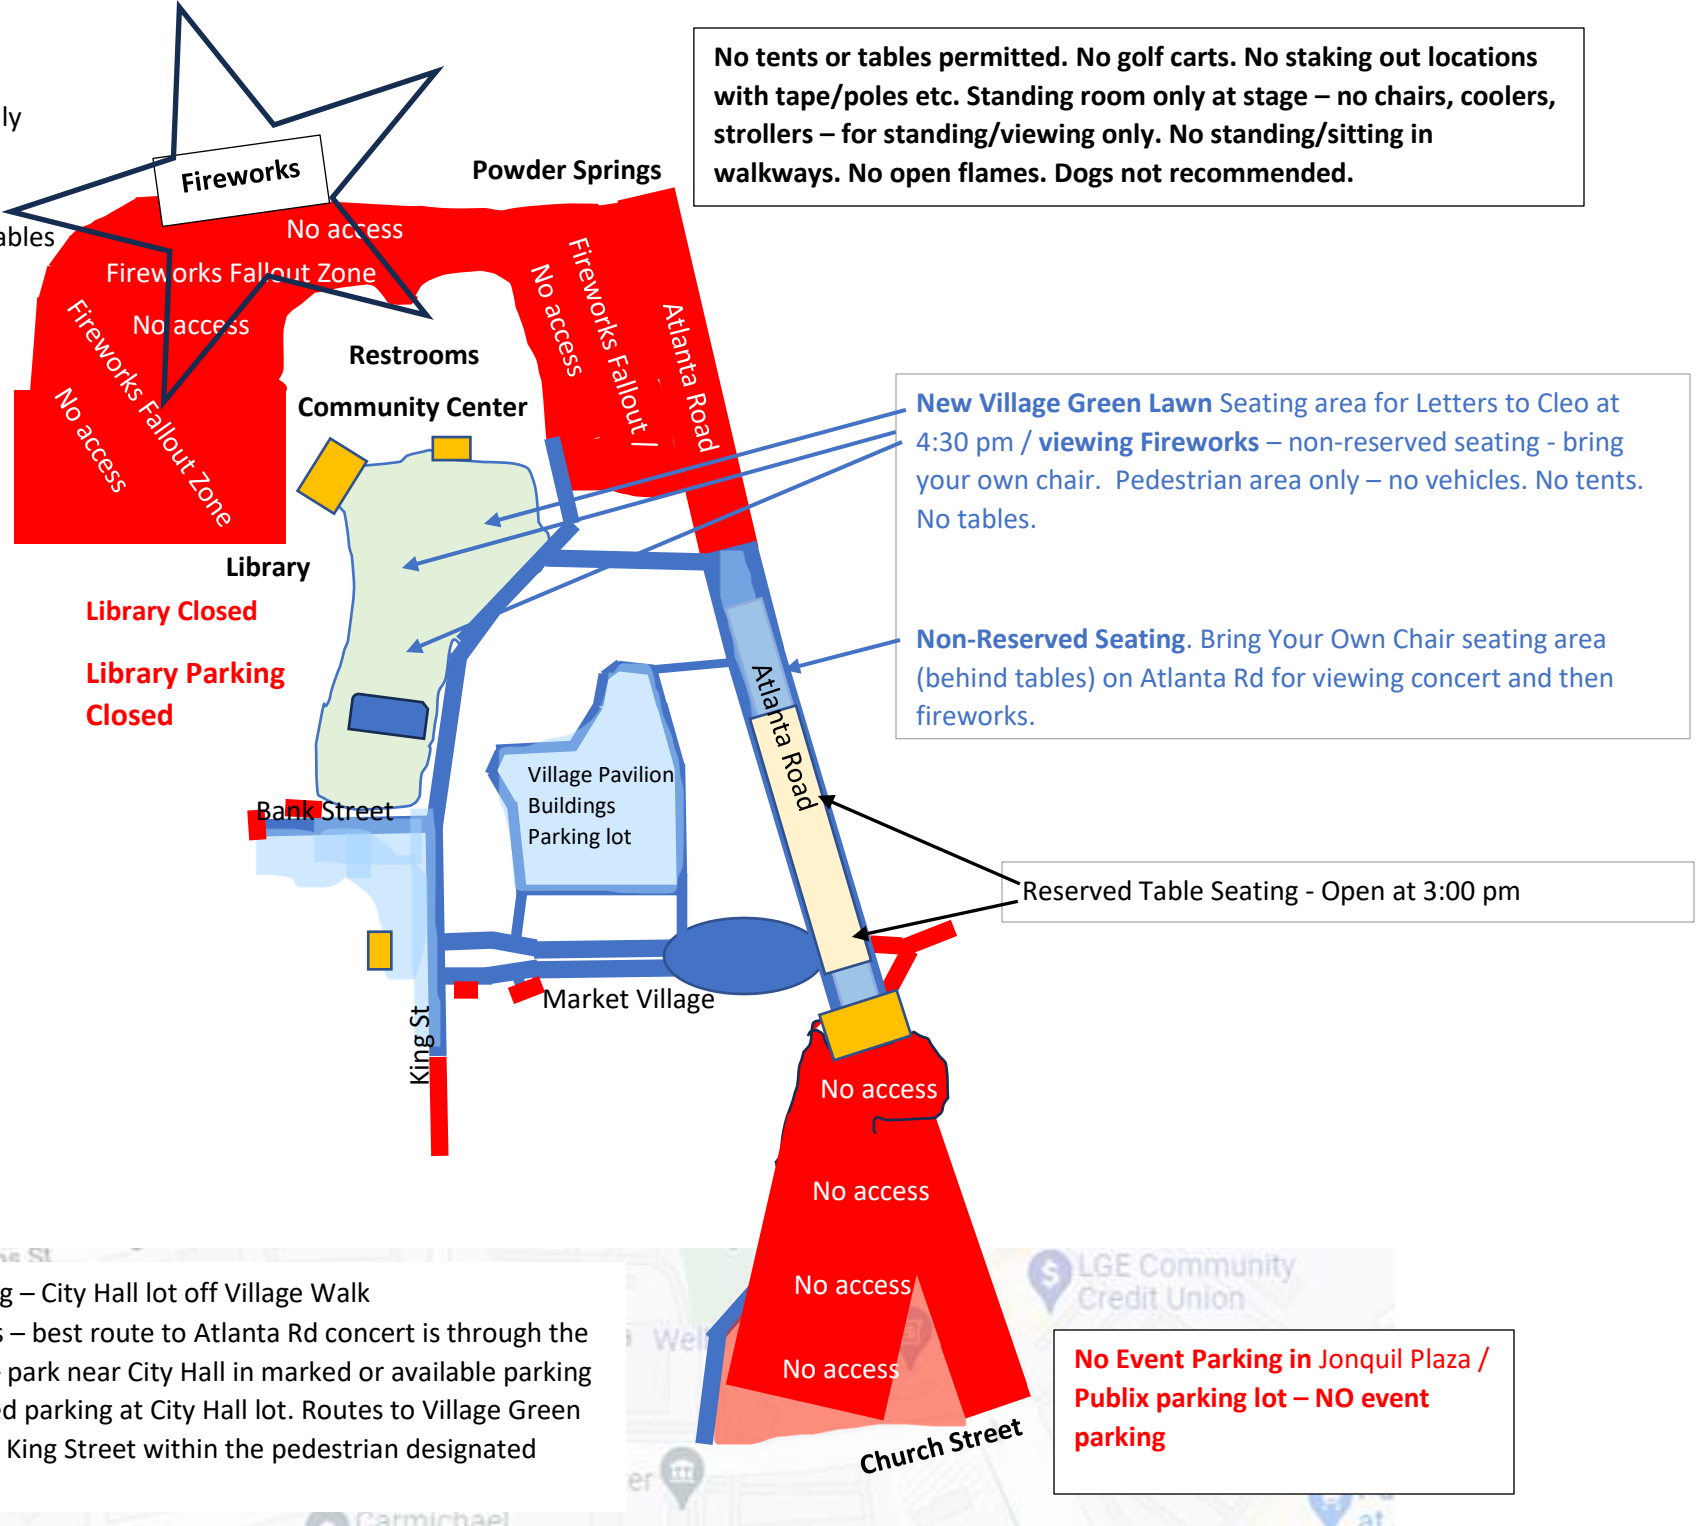 No tents or tables permitted. No golf carts. No staking out locations
with tape/poles etc. Standing room only at stage – no chairs, coolers,
strollers – for standing/viewing only. No standing/sitting in
walkways. No open flames. Dogs not recommended.
ly
Fireworks
Powder Springs
ables
No access
Fireworks Fallout Zone
No access
Fireworks Fallout Zone
No access
Fireworks Fallout /
No access
Atlanta Road
Restrooms
Community Center
New Village Green Lawn Seating area for Letters to Cleo at
4:30 pm / viewing Fireworks – non-reserved seating - bring
your own chair. Pedestrian area only – no vehicles. No tents.
No tables.
Library
Library Closed
Library Parking
Closed
Non-Reserved Seating. Bring Your Own Chair seating area
(behind tables) on Atlanta Rd for viewing concert and then
fireworks.
Atlanta Road
Village Pavilion
Buildings
Parking lot
Bank Street
Reserved Table Seating - Open at 3:00 pm
Market Village
King St
No access
No access
No access
No access
Church Street
g – City Hall lot off Village Walk
s – best route to Atlanta Rd concert is through the
park near City Hall in marked or available parking
ed parking at City Hall lot. Routes to Village Green
King Street within the pedestrian designated
LGE Community
Credit Union
Wel
No Event Parking in Jonquil Plaza /
Publix parking lot – NO event
parking
er
Carmichael
at